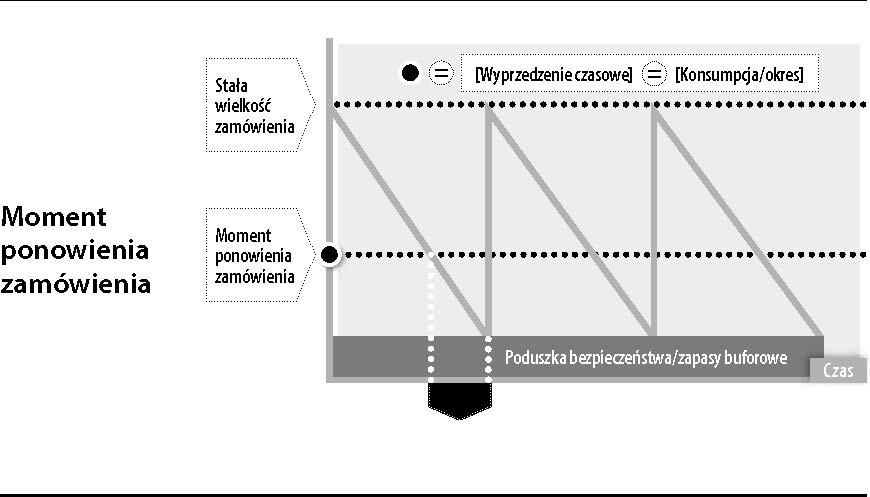 Moment
ponowienia
zamówienia
Stała
wielkość
zamówienia
= [Wyprzedzenie czasowe] = [Konsumpcja/okres]
Moment
ponowienia
zamówienia
Poduszka bezpieczeństwa/zapasy buforowe
Czas